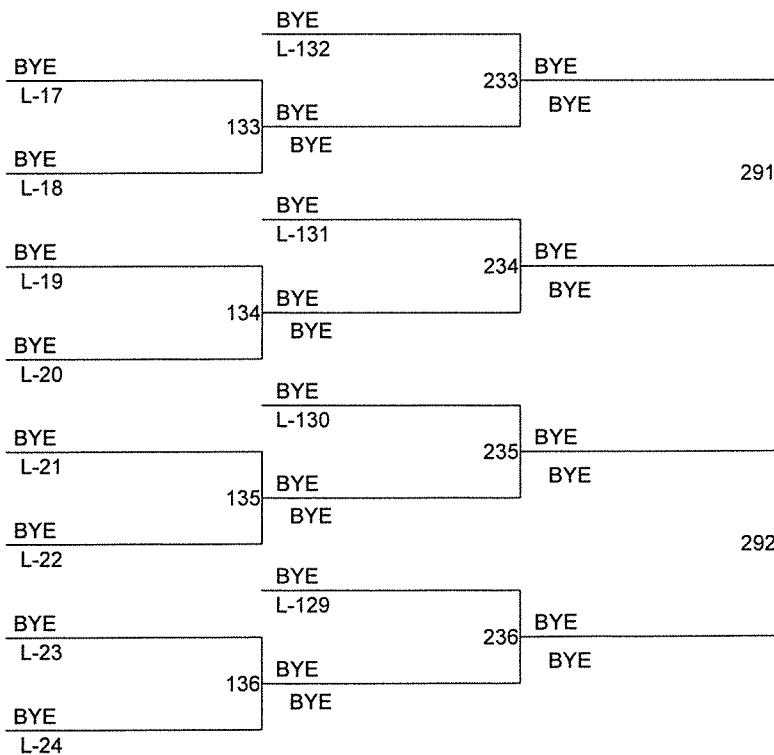 BYE
L-132
BYE
L-17
233
BYE
BYE
133
BYE
BYE
BYE
L-18
291
BYE
L-131
BYE
L-19
234
BYE
BYE
134
BYE
BYE
BYE
L-20
BYE
L-130
BYE
L-21
235
BYE
BYE
135
BYE
BYE
BYE
L-22
292
BYE
L-129
BYE
L-23
236
BYE
BYE
136
BYE
BYE
BYE
L-24